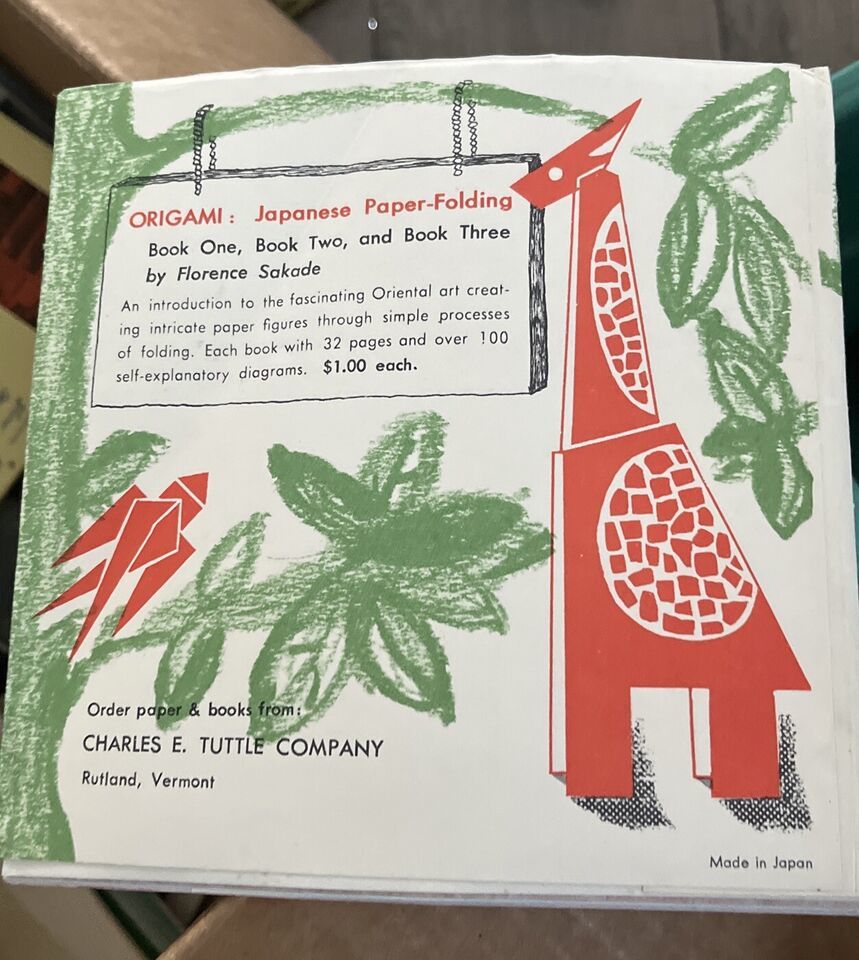 ORIGAMI: Japanese Paper-Folding
Book One, Book Two, and Book Three
by Florence Sakade
An introduction to the fascinating Oriental art creat-
ing intricate paper figures through simple processes
of folding. Each book with 32 pages and over 100
self-explanatory diagrams. $1.00 each.
Order paper & books from:
CHARLES E. TUTTLE COMPANY
Rutland, Vermont
Made in Japan